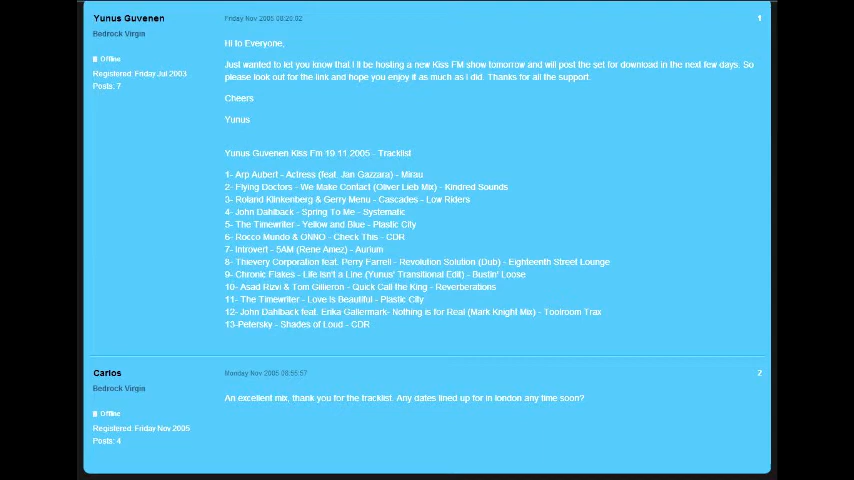 Yunus Guvenen
Friday Nov 2005 08:20:02
1
Bedrock Virgin
Hi to Everyone,
Offline
Just wanted to let you know that I ll be hosting a new Kiss FM show tomorrow and will post the set for download in the next few days. So
Registered: Friday Jul 2003
please look out for the link and hope you enjoy it as much as I did. Thanks for all the support.
Posts: 7
Cheers
Yunus
Yunus Guvenen Kiss Fm 19 11 2005 - Tracklist
1- Arp Aubert - Actress (feat. Jan Gazzara) - Mirau
2- Flying Doctors - We Make Contact (Oliver Lieb Mix) - Kindred Sounds
3- Roland Klinkenberg & Gerry Menu - Cascades - Low Riders
4- John Dahlback - Spring To Me - Systematic
5- The Timewriter - Yellow and Blue - Plastic City
6- Rocco Mundo & ONNO - Check This - CDR
7- Introvert - 5AM (Rene Amez) - Aurium
8- Thievery Corporation feat. Perry Farrell - Revolution Solution (Dub) - Eighteenth Street Lounge
9- Chronic Flakes - Life Isn't a Line (Yunus' Transitional Edit) - Bustin' Loose
10- Asad Rizvi & Tom Gillieron - Quick Call the King - Reverberations
11- The Timewriter - Love Is Beautiful - Plastic City
12- John Dahlback feat. Erika Gallermark- Nothing is for Real (Mark Knight Mix) - Toolroom Trax
13-Petersky - Shades of Loud - CDR
Carlos
Monday Nov 2005 08:55:57
2
Bedrock Virgin
An excellent mix, thank you for the tracklist. Any dates lined up for in london any time soon?
Offline
Registered: Friday Nov 2005
Posts: 4